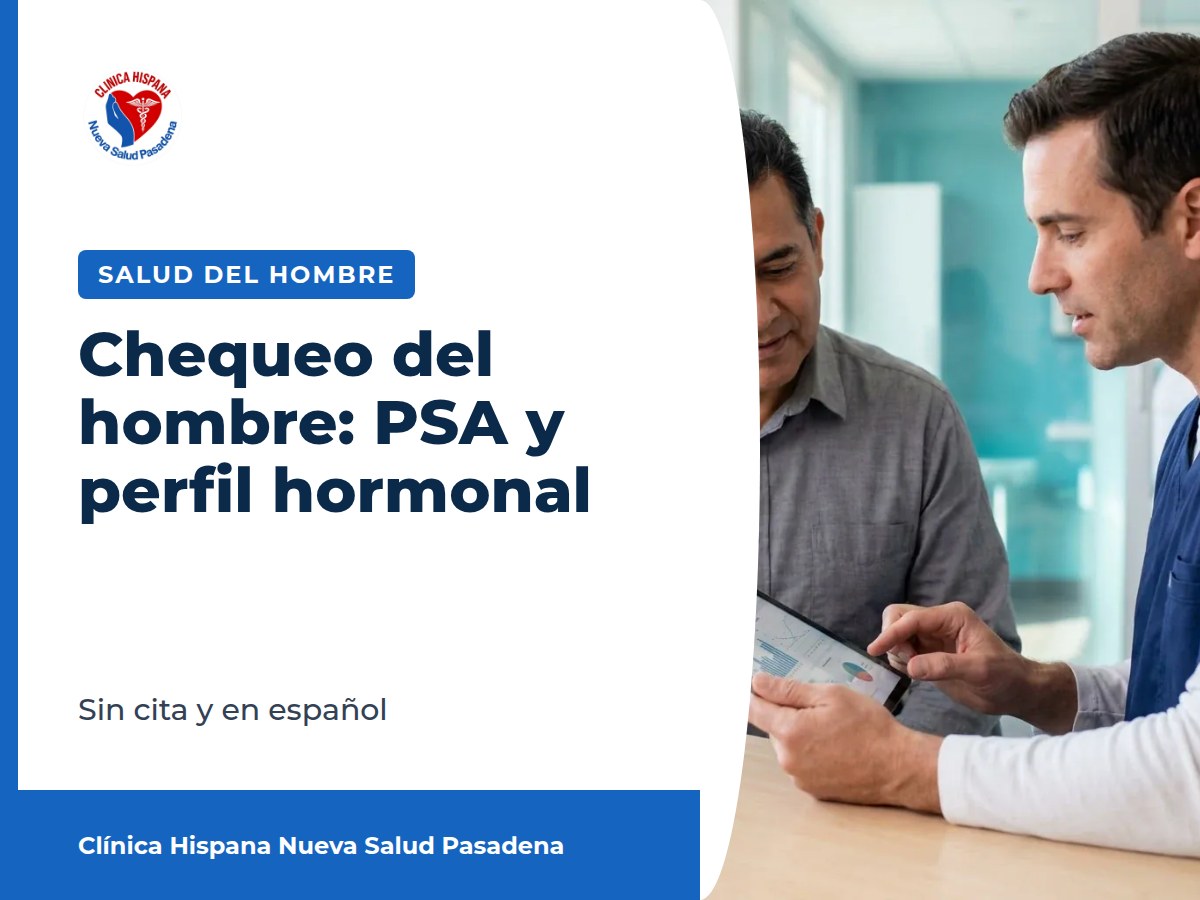 CLINICA HISPANA
Nueva Salud Pasadena
SALUD DEL HOMBRE
Chequeo del
hombre: PSA y
perfil hormonal
Sin cita y en español
Clínica Hispana Nueva Salud Pasadena